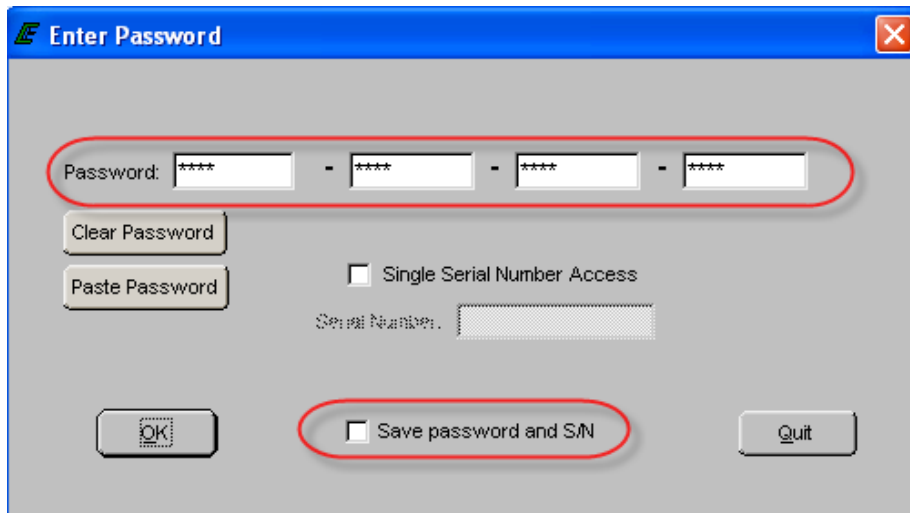 Enter Password
Password: **** - **** - **** - ****
Clear Password
Paste Password
Single Serial Number Access
Serial Number:
OK
Save password and S/N
Quit